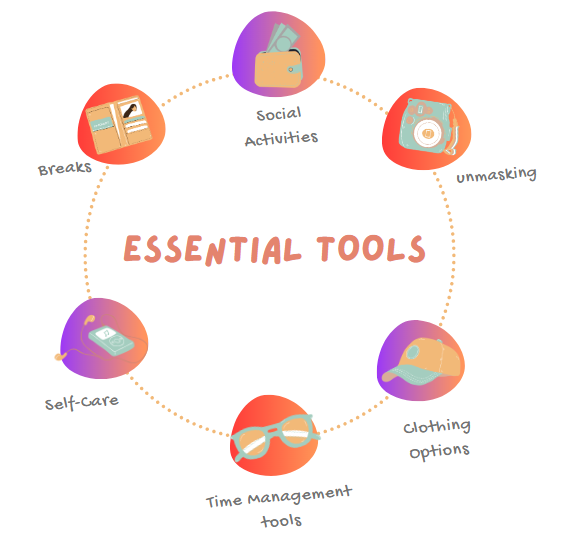 Social
Activities
unmasking
Breaks
ESSENTIAL TOOLS
Self-Care
Clothing
Options
Time Management
tools